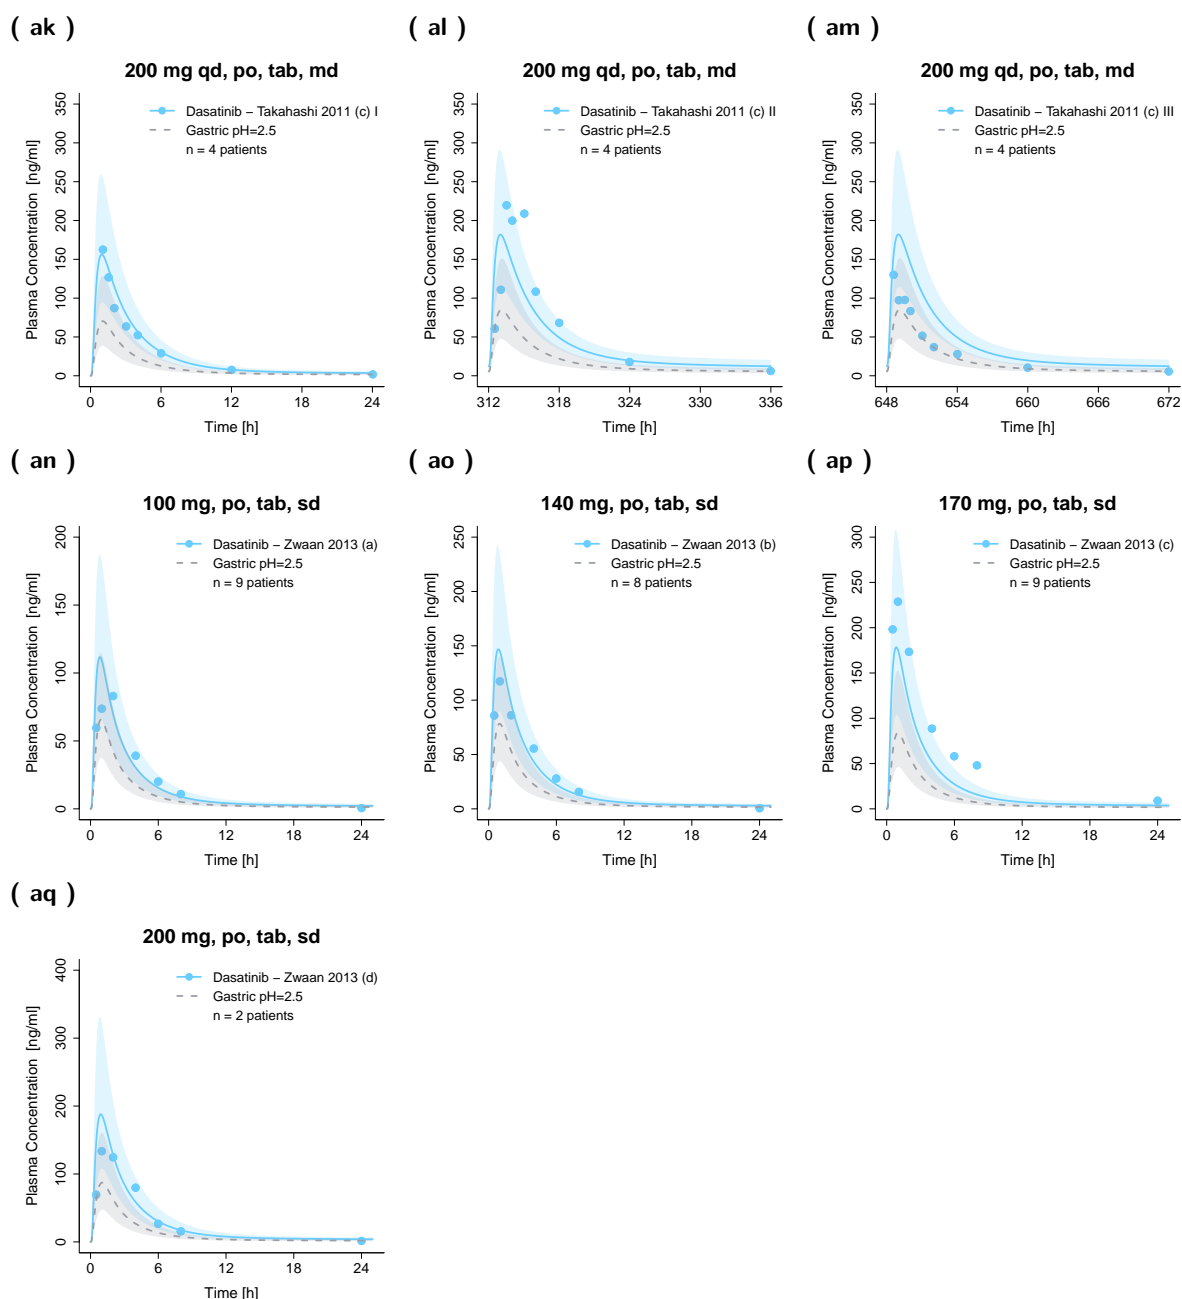 ( ak )
200 mg qd, po, tab, md
Dasatinib − Takahashi 2011 (c) I
Gastric pH=2.5
n = 4 patients
Plasma Concentration [ng/ml]
0 50 100 150 200 250 300 350
0 6 12 18 24
Time [h]
( al )
200 mg qd, po, tab, md
Dasatinib − Takahashi 2011 (c) II
Gastric pH=2.5
n = 4 patients
Plasma Concentration [ng/ml]
0 50 100 150 200 250 300 350
312 318 324 330 336
Time [h]
( am )
200 mg qd, po, tab, md
Dasatinib − Takahashi 2011 (c) III
Gastric pH=2.5
n = 4 patients
Plasma Concentration [ng/ml]
0 50 100 150 200 250 300 350
648 654 660 666 672
Time [h]
( an )
100 mg, po, tab, sd
Dasatinib − Zwaan 2013 (a)
Gastric pH=2.5
n = 9 patients
Plasma Concentration [ng/ml]
0 50 100 150 200
0 6 12 18 24
Time [h]
( ao )
140 mg, po, tab, sd
Dasatinib − Zwaan 2013 (b)
Gastric pH=2.5
n = 8 patients
Plasma Concentration [ng/ml]
0 50 100 150 200 250
0 6 12 18 24
Time [h]
( ap )
170 mg, po, tab, sd
Dasatinib − Zwaan 2013 (c)
Gastric pH=2.5
n = 9 patients
Plasma Concentration [ng/ml]
0 50 100 150 200 250 300
0 6 12 18 24
Time [h]
( aq )
200 mg, po, tab, sd
Dasatinib − Zwaan 2013 (d)
Gastric pH=2.5
n = 2 patients
Plasma Concentration [ng/ml]
0 100 200 300 400
0 6 12 18 24
Time [h]